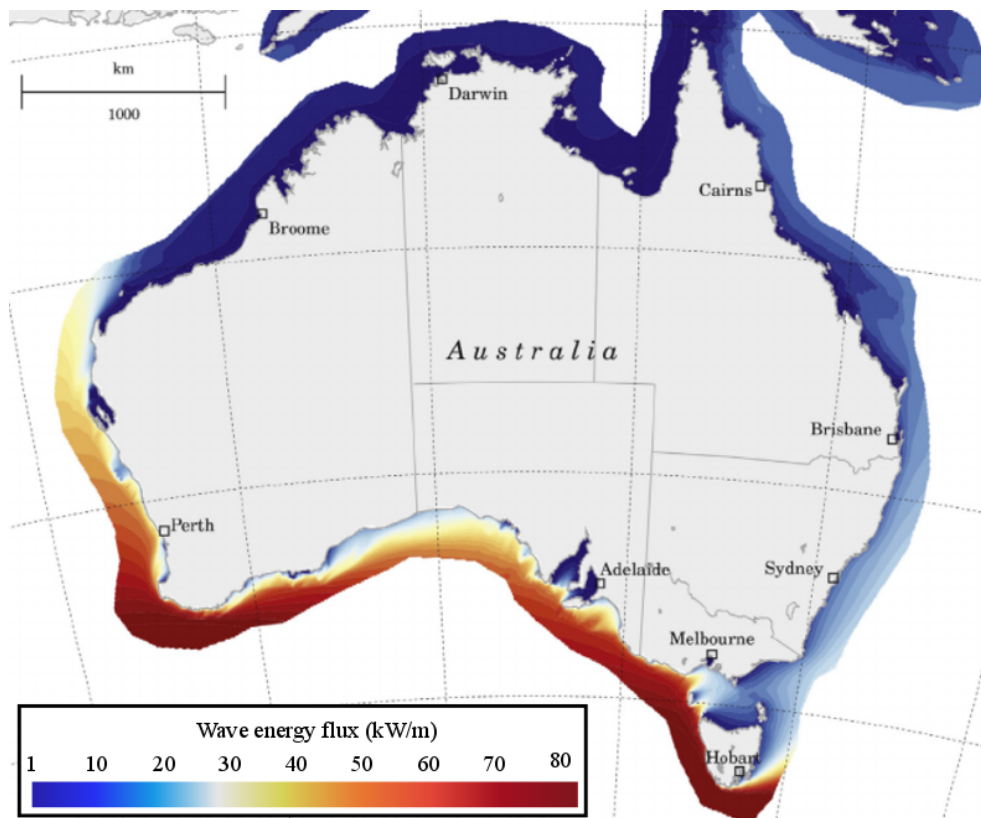 km
1000
Darwin
Cairns
Broome
Australia
Brisbane
Perth
Adelaide
Sydney
Melbourne
Hobart
Wave energy flux (kW/m)
1 10 20 30 40 50 60 70 80